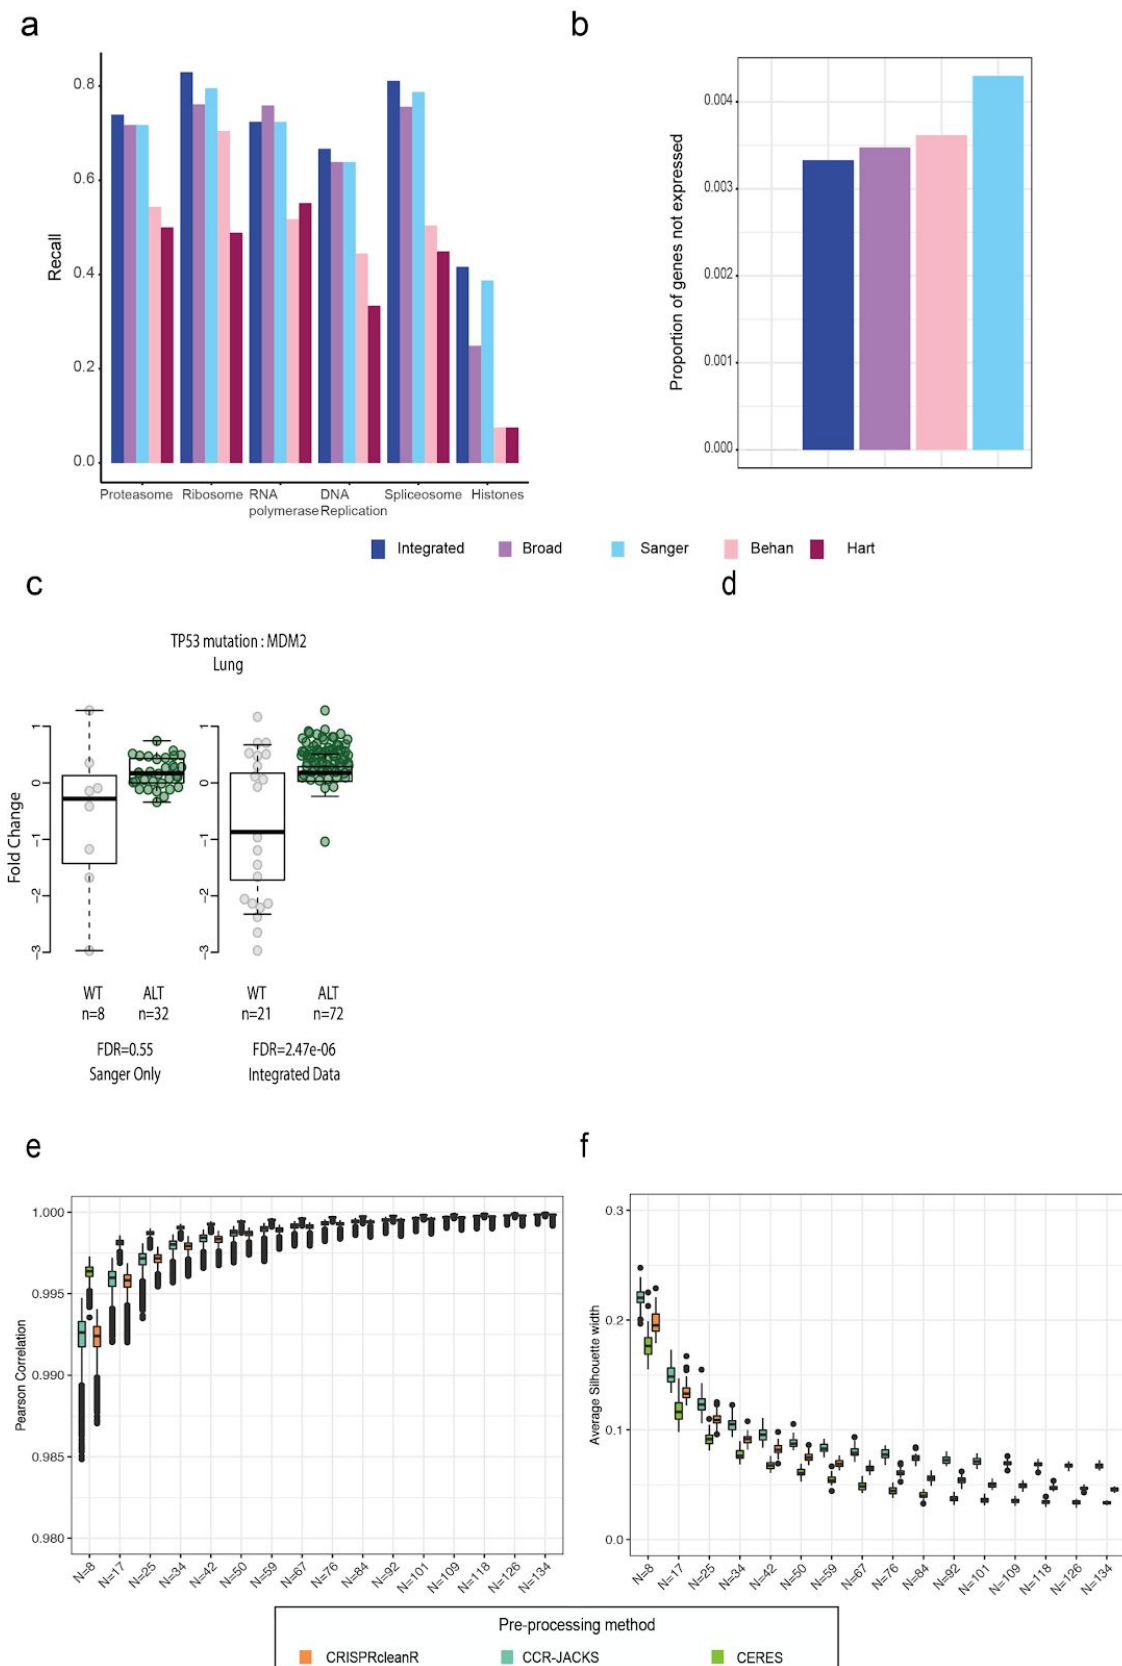 a
b
Recall
0.8
0.6
0.4
0.2
0.0
Proteasome Ribosome RNA polymerase DNA Replication Spliceosome Histones
Proportion of genes not expressed
0.004
0.003
0.002
0.001
0.000
Integrated Broad Sanger Behan Hart
c
d
TP53 mutation : MDM2
Lung
Fold Change
1
0
-1
-2
-3
1
0
-1
-2
-3
WT ALT WT ALT
n=8 n=32 n=21 n=72
FDR=0.55 FDR=2.47e-06
Sanger Only Integrated Data
e
f
Pearson Correlation
1.000
0.995
0.990
0.985
0.980
N=8 N=17 N=25 N=34 N=42 N=50 N=59 N=67 N=76 N=84 N=92 N=101 N=109 N=118 N=126 N=134
Average Silhouette width
0.3
0.2
0.1
0.0
N=8 N=17 N=25 N=34 N=42 N=50 N=59 N=67 N=76 N=84 N=92 N=101 N=109 N=118 N=126 N=134
Pre-processing method
CRISPRcleanR CCR-JACKS CERES